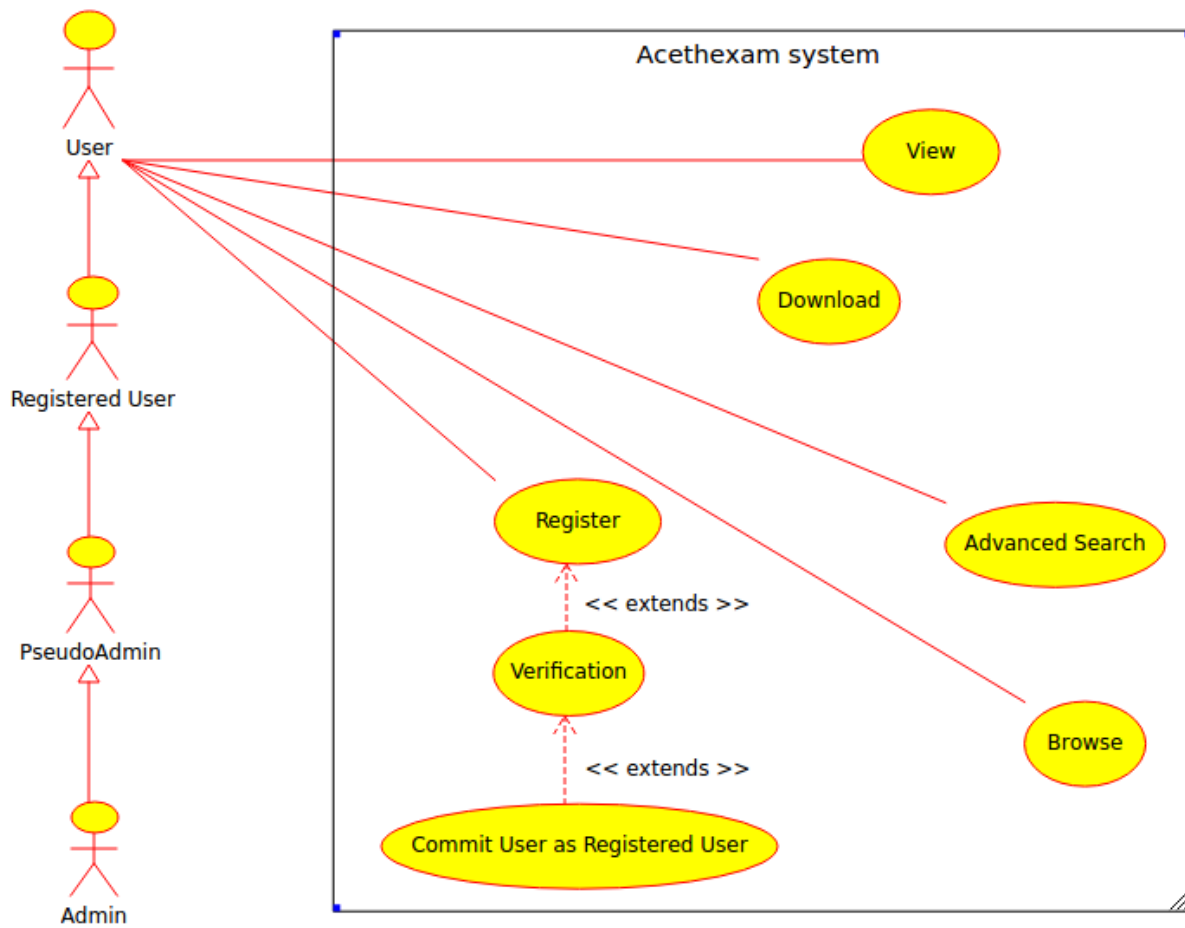 Acethexam system
User
View
Download
Registered User
Register
Advanced Search
<< extends >>
PseudoAdmin
Verification
Browse
<< extends >>
Commit User as Registered User
Admin